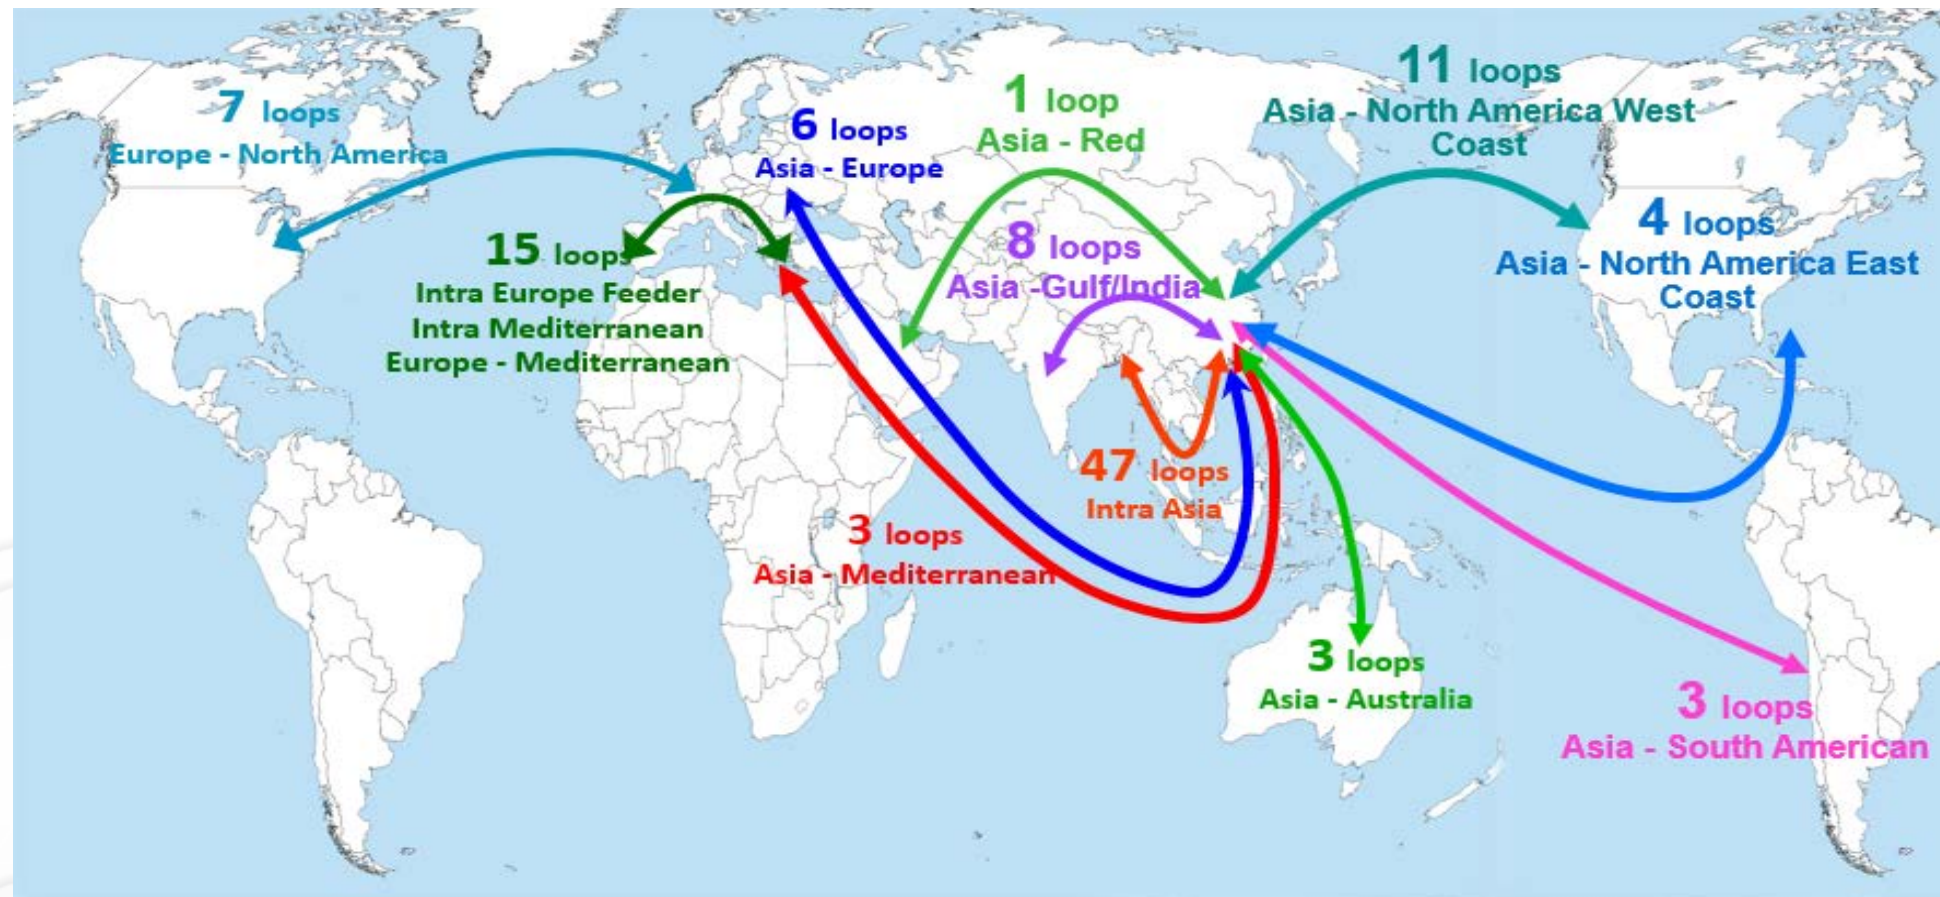 7 loops
Europe - North America
15 loops
Intra Europe Feeder
Intra Mediterranean
Europe - Mediterranean
6 loops
Asia - Europe
1 loop
Asia - Red
8 loops
Asia -Gulf/India
47 loops
Intra Asia
3 loops
Asia - Mediterranean
11 loops
Asia - North America West
Coast
4 loops
Asia - North America East
Coast
3 loops
Asia - Australia
3 loops
Asia - South American